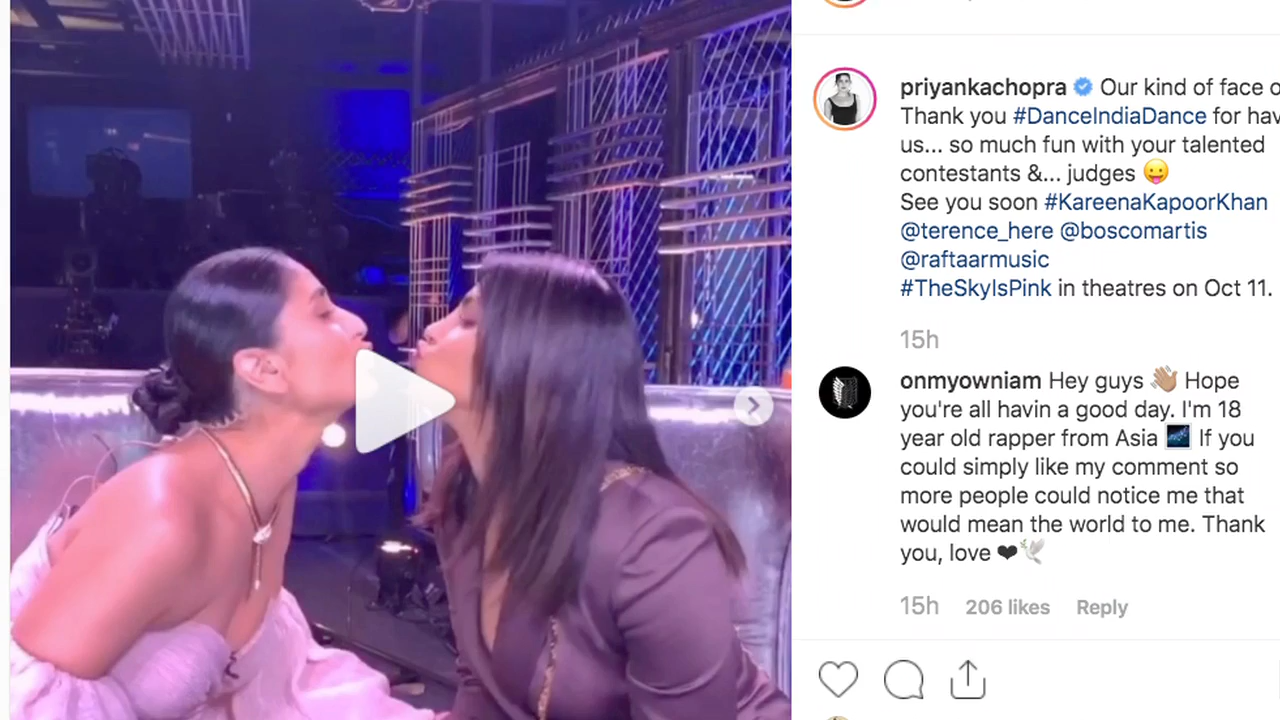 priyankachopra Our kind of face o
Thank you #DanceIndiaDance for hav
us... so much fun with your talented
contestants &... judges 😛
See you soon #KareenaKapoorKhan
@terence_here @boscomartis
@raftaarmusic
#TheSkyIsPink in theatres on Oct 11.
15h
onmyowniam Hey guys 👋🏽 Hope
you're all havin a good day. I'm 18
year old rapper from Asia 🌌 If you
could simply like my comment so
more people could notice me that
would mean the world to me. Thank
you, love ❤🕊
15h 206 likes Reply